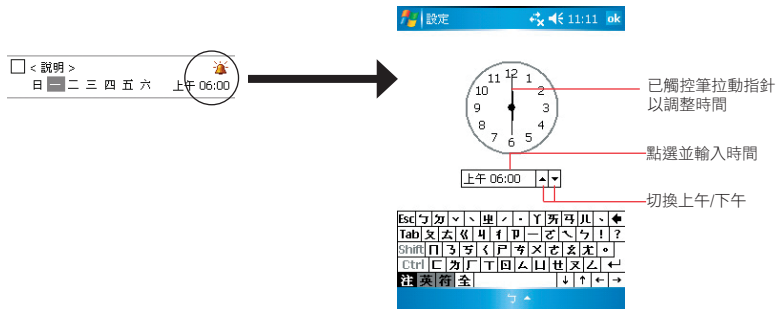 < 說明 >
日 一 二 三 四 五 六 上午 06:00
設定 11:11 ok
12
11 1
10 2
9 3
8 4
7 5
6
上午 06:00
已觸控筆拉動指針
以調整時間
點選並輸入時間
切換上午/下午
Esc ㄅ ㄉ ˇ ˋ ㄓ ˊ ˙ ㄚ ㄞ ㄢ ㄦ 、
Tab ㄆ ㄊ ㄍ ㄐ ㄔ ㄗ ㄧ ㄛ ㄟ ㄣ ! ?
Shift ㄇ ㄋ ㄎ ㄑ ㄕ ㄘ ㄨ ㄜ ㄠ ㄤ 。
Ctrl ㄈ ㄌ ㄏ ㄒ ㄖ ㄙ ㄩ ㄝ ㄡ ㄥ ↵
注 英 符 全 ↓ ↑ ← →
ㄅ